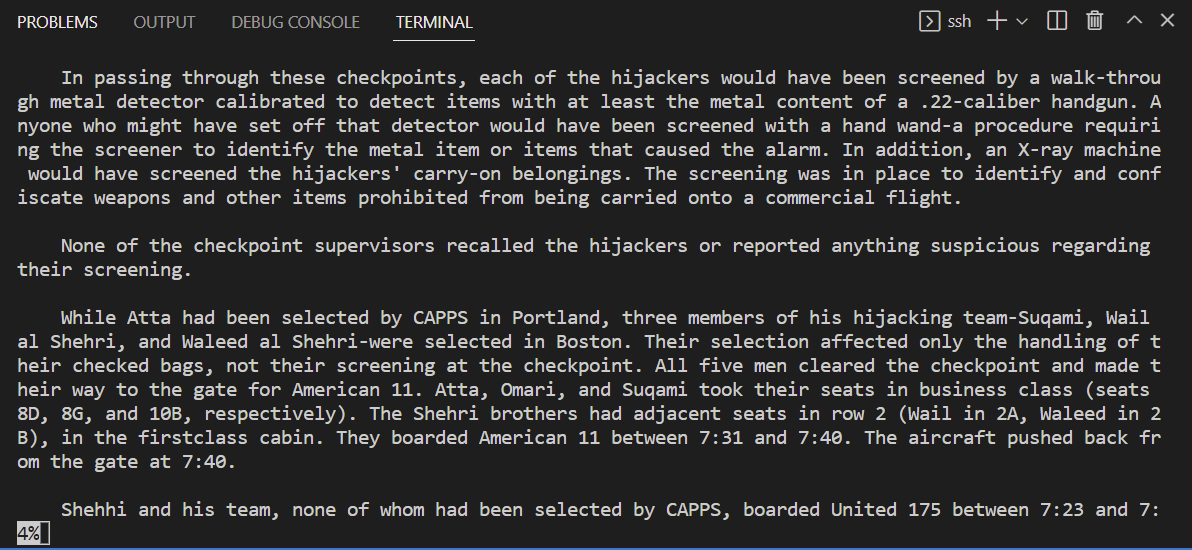 PROBLEMS OUTPUT DEBUG CONSOLE TERMINAL ssh
In passing through these checkpoints, each of the hijackers would have been screened by a walk-throu
gh metal detector calibrated to detect items with at least the metal content of a .22-caliber handgun. A
nyone who might have set off that detector would have been screened with a hand wand-a procedure requiri
ng the screener to identify the metal item or items that caused the alarm. In addition, an X-ray machine
would have screened the hijackers' carry-on belongings. The screening was in place to identify and conf
iscate weapons and other items prohibited from being carried onto a commercial flight.
None of the checkpoint supervisors recalled the hijackers or reported anything suspicious regarding
their screening.
While Atta had been selected by CAPPS in Portland, three members of his hijacking team-Suqami, Wail
al Shehri, and Waleed al Shehri-were selected in Boston. Their selection affected only the handling of t
heir checked bags, not their screening at the checkpoint. All five men cleared the checkpoint and made t
heir way to the gate for American 11. Atta, Omari, and Suqami took their seats in business class (seats
8D, 8G, and 10B, respectively). The Shehri brothers had adjacent seats in row 2 (Wail in 2A, Waleed in 2
B), in the firstclass cabin. They boarded American 11 between 7:31 and 7:40. The aircraft pushed back fr
om the gate at 7:40.
Shehhi and his team, none of whom had been selected by CAPPS, boarded United 175 between 7:23 and 7:
4%